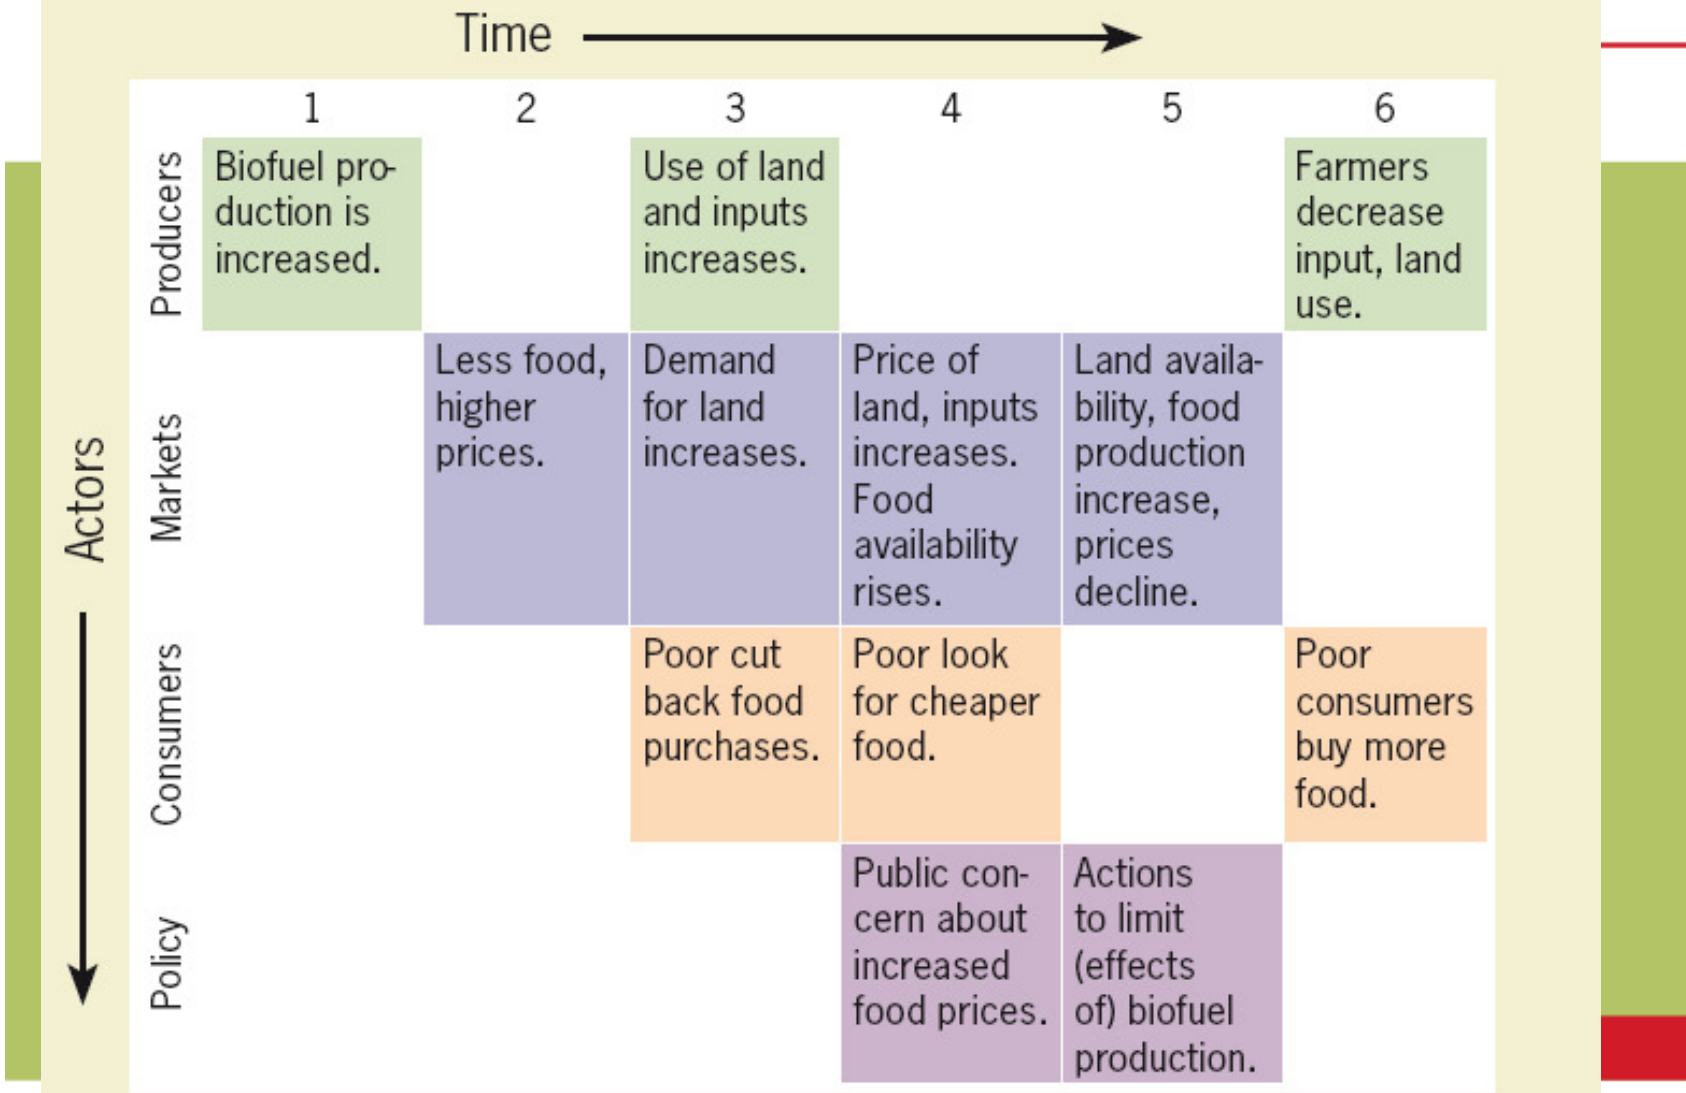 Time
1 2 3 4 5 6
Actors
Producers
Biofuel pro-
duction is
increased.
Use of land
and inputs
increases.
Farmers
decrease
input, land
use.
Markets
Less food,
higher
prices.
Demand
for land
increases.
Price of
land, inputs
increases.
Food
availability
rises.
Land availa-
bility, food
production
increase,
prices
decline.
Consumers
Poor cut
back food
purchases.
Poor look
for cheaper
food.
Poor
consumers
buy more
food.
Policy
Public con-
cern about
increased
food prices.
Actions
to limit
(effects
of) biofuel
production.